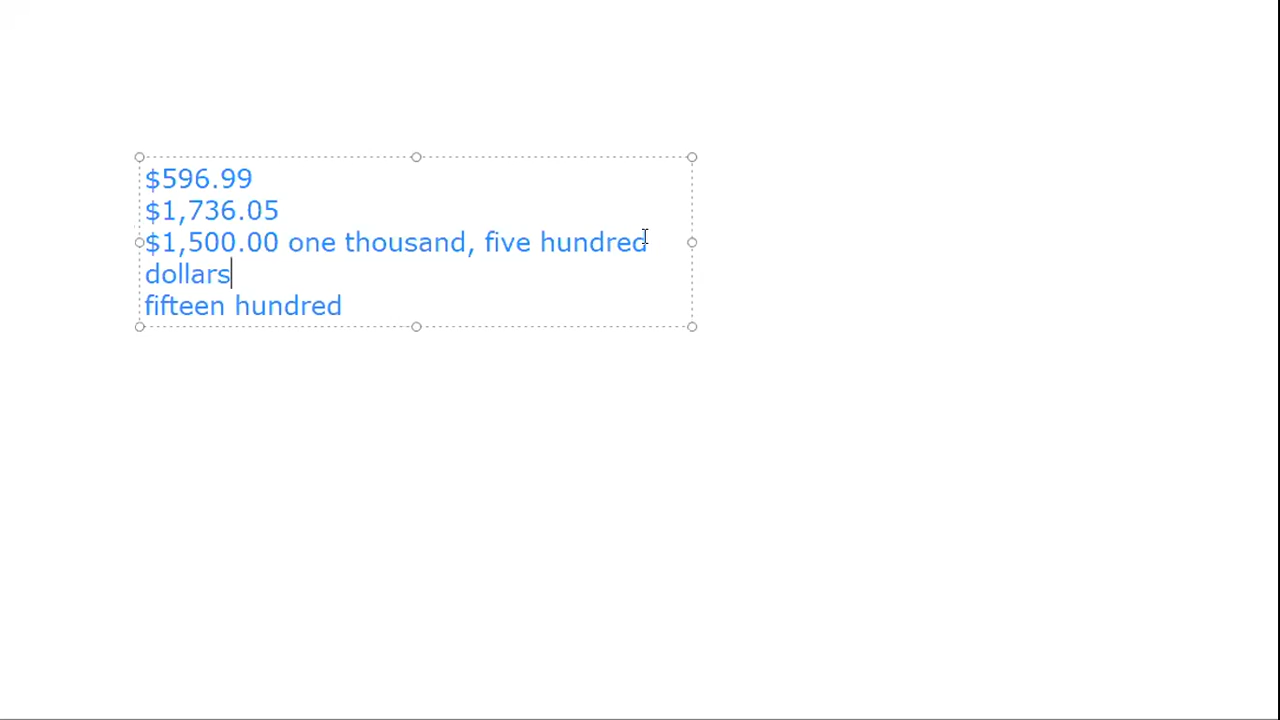 $596.99
$1,736.05
$1,500.00 one thousand, five hundred
dollars
fifteen hundred